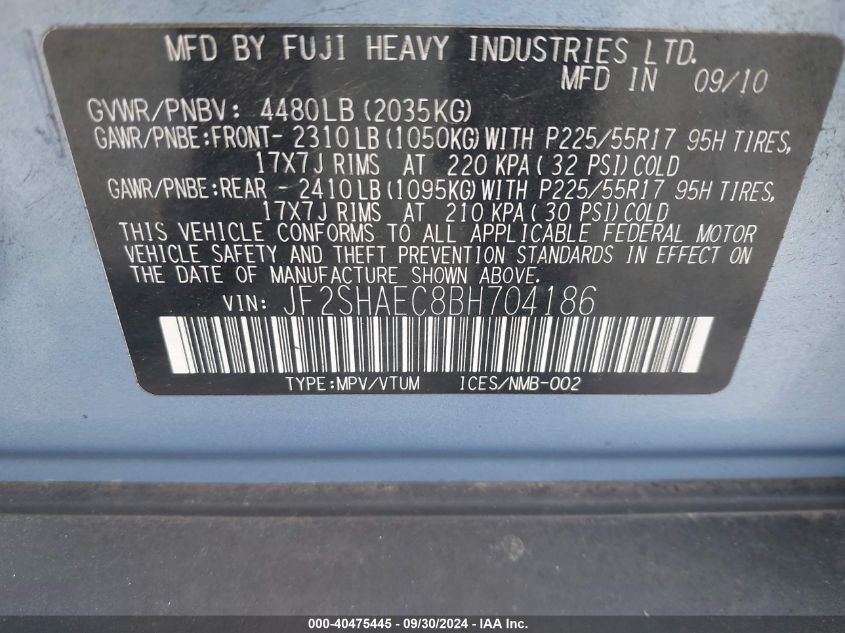 MFD BY FUJI HEAVY INDUSTRIES LTD.
MFD IN 09/10
GVWR/PNBV: 4480LB(2035KG)
GAWR/PNBE:FRONT- 2310LB(1050KG)WITH P225/55R17 95H TIRES,
17X7J RIMS AT 220 KPA( 32 PSI)COLD
GAWR/PNBE:REAR - 2410LB(1095KG)WITH P225/55R17 95H TIRES,
17X7J RIMS AT 210 KPA( 30 PSI)COLD
THIS VEHICLE CONFORMS TO ALL APPLICABLE FEDERAL MOTOR
VEHICLE SAFETY AND THEFT PREVENTION STANDARDS IN EFFECT ON
THE DATE OF MANUFACTURE SHOWN ABOVE.
VIN: JF2SHAEC8BH704186
TYPE:MPV/VTUM ICES/NMB-002
000-40475445 - 09/30/2024 - IAA Inc.